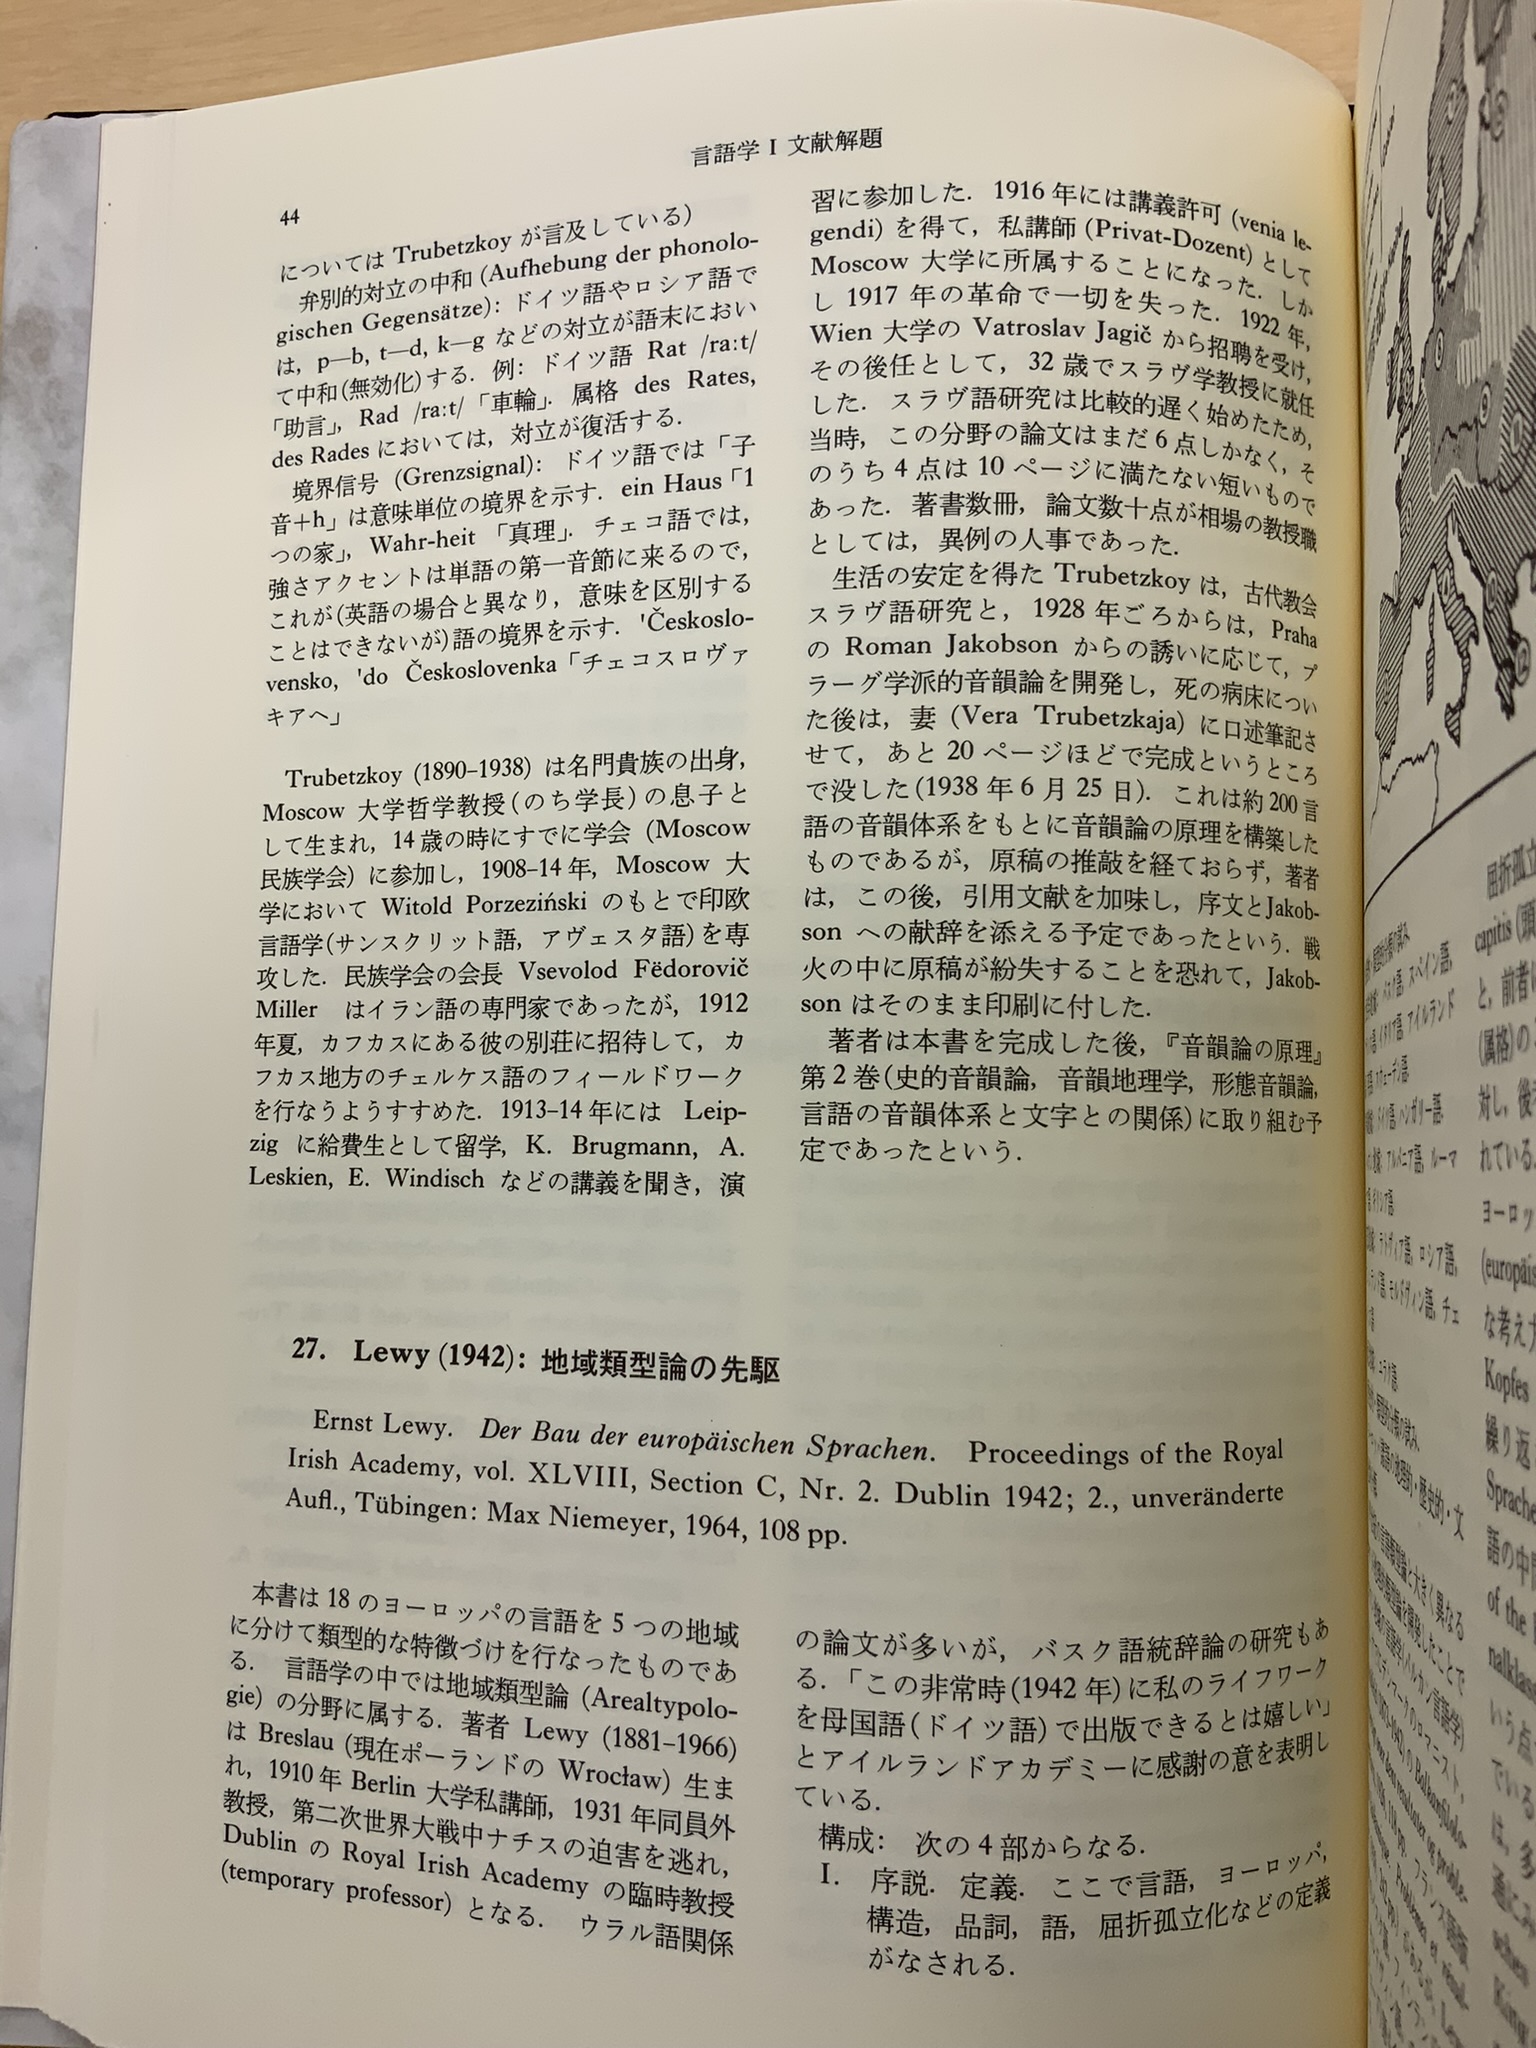 言語学 I 文献解題
44
については Trubetzkoy が言及している)
弁別的対立の中和 (Aufhebung der phonolo-
gischen Gegensätze): ドイツ語やロシア語で
は, p—b, t—d, k—g などの対立が語末におい
て中和(無効化)する. 例: ドイツ語 Rat /ra:t/
「助言」, Rad /ra:t/「車輪」. 属格 des Rates,
des Rades においては, 対立が復活する.
境界信号 (Grenzsignal): ドイツ語では「子
音+h」は意味単位の境界を示す. ein Haus「1
つの家」, Wahr-heit 「真理」. チェコ語では,
強さアクセントは単語の第一音節に来るので,
これが(英語の場合と異なり, 意味を区別する
ことはできないが)語の境界を示す. 'Českoslo-
vensko, 'do Československa「チェコスロヴァ
キアへ」
Trubetzkoy (1890–1938) は名門貴族の出身,
Moscow 大学哲学教授(のち学長)の息子と
して生まれ, 14歳の時にすでに学会 (Moscow
民族学会) に参加し, 1908–14年, Moscow 大
学において Witold Porzeziński のもとで印欧
言語学(サンスクリット語, アヴェスタ語)を専
攻した. 民族学会の会長 Vsevolod Fëdorovič
Miller はイラン語の専門家であったが, 1912
年夏, カフカスにある彼の別荘に招待して, カ
フカス地方のチェルケス語のフィールドワーク
を行なうようすすめた. 1913–14年には Leip-
zig に給費生として留学, K. Brugmann, A.
Leskien, E. Windisch などの講義を聞き, 演
習に参加した. 1916年には講義許可 (venia le-
gendi) を得て, 私講師 (Privat-Dozent) として
Moscow 大学に所属することになった. しか
し 1917 年の革命で一切を失った. 1922 年,
Wien 大学の Vatroslav Jagič から招聘を受け,
その後任として, 32 歳でスラヴ学教授に就任
した. スラヴ語研究は比較的遅く始めたため,
当時, この分野の論文はまだ6点しかなく, そ
のうち4点は 10 ページに満たない短いもので
あった. 著書数冊, 論文数十点が相場の教授職
としては, 異例の人事であった.
生活の安定を得た Trubetzkoy は, 古代教会
スラヴ語研究と, 1928 年ごろからは, Praha
の Roman Jakobson からの誘いに応じて, プ
ラーグ学派的音韻論を開発し, 死の病床につい
た後は, 妻 (Vera Trubetzkaja) に口述筆記さ
せて, あと 20 ページほどで完成というところ
で没した(1938 年 6 月 25 日). これは約200言
語の音韻体系をもとに音韻論の原理を構築した
ものであるが, 原稿の推敲を経ておらず, 著者
は, この後, 引用文献を加味し, 序文とJakob-
son への献辞を添える予定であったという. 戦
火の中に原稿が紛失することを恐れて, Jakob-
son はそのまま印刷に付した.
著者は本書を完成した後, 『音韻論の原理』
第2巻(史的音韻論, 音韻地理学, 形態音韻論,
言語の音韻体系と文字との関係)に取り組む予
定であったという.
27. Lewy (1942): 地域類型論の先駆
Ernst Lewy. Der Bau der europäischen Sprachen. Proceedings of the Royal
Irish Academy, vol. XLVIII, Section C, Nr. 2. Dublin 1942; 2., unveränderte
Aufl., Tübingen: Max Niemeyer, 1964, 108 pp.
本書は 18 のヨーロッパの言語を 5 つの地域
に分けて類型的な特徴づけを行なったものであ
る. 言語学の中では地域類型論 (Arealtypolo-
gie) の分野に属する. 著者 Lewy (1881–1966)
は Breslau (現在ポーランドの Wrocław) 生ま
れ, 1910年 Berlin 大学私講師, 1931 年同員外
教授, 第二次世界大戦中ナチスの迫害を逃れ,
Dublin の Royal Irish Academy の臨時教授
(temporary professor) となる. ウラル語関係
の論文が多いが, バスク語統辞論の研究もあ
る. 「この非常時(1942年)に私のライフワーク
を母国語(ドイツ語)で出版できるとは嬉しい」
とアイルランドアカデミーに感謝の意を表明し
ている.
構成: 次の4部からなる.
I. 序説. 定義. ここで言語, ヨーロッパ,
構造, 品詞, 語, 屈折孤立化などの定義
がなされる.